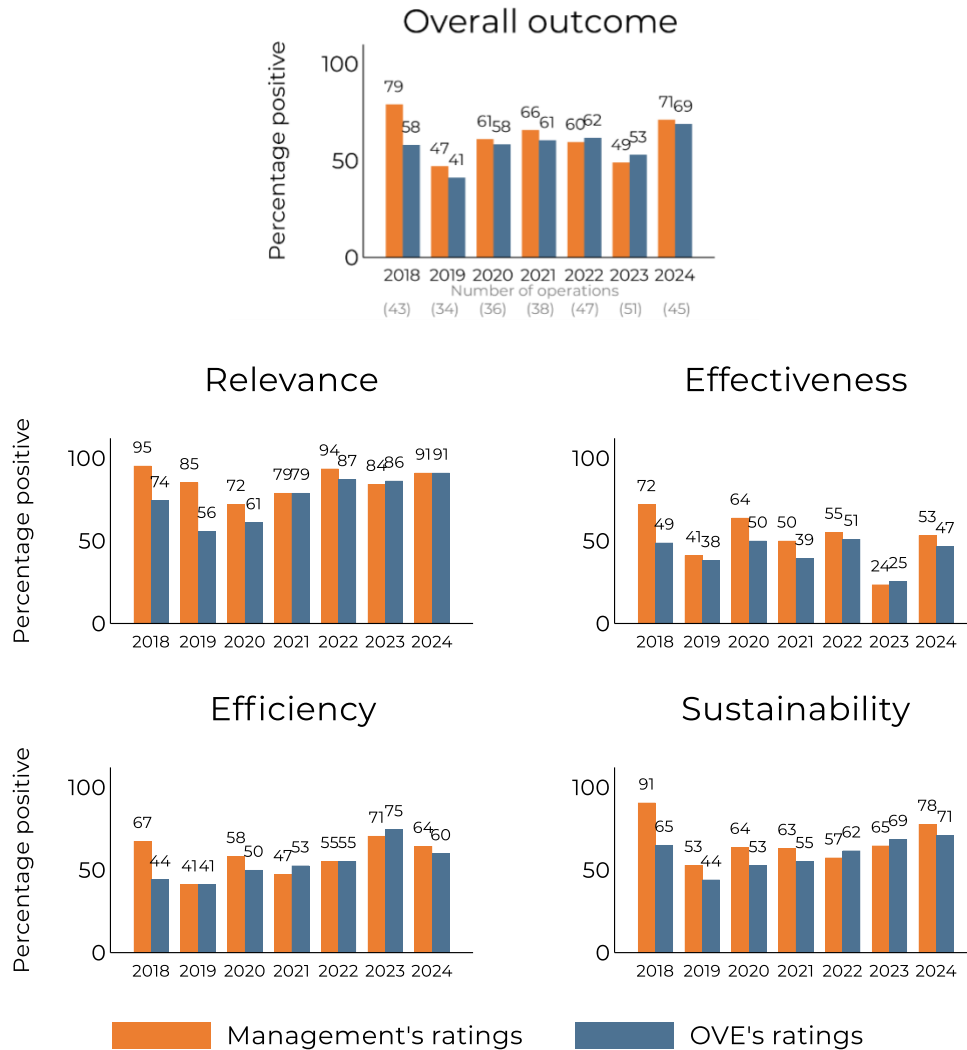 Overall outcome
Percentage positive
100
50
0
79 58 47 41 61 58 66 61 60 62 49 53 71 69
2018 2019 2020 2021 2022 2023 2024
Number of operations
(43) (34) (36) (38) (47) (51) (45)
Relevance
Percentage positive
100
50
0
95 74 85 56 72 61 79 79 94 87 84 86 91 91
2018 2019 2020 2021 2022 2023 2024
Effectiveness
100
50
0
72 49 41 38 64 50 50 39 55 51 24 25 53 47
2018 2019 2020 2021 2022 2023 2024
Efficiency
Percentage positive
100
50
0
67 44 41 41 58 50 47 53 55 55 71 75 64 60
2018 2019 2020 2021 2022 2023 2024
Sustainability
100
50
0
91 65 53 44 64 53 63 55 57 62 65 69 78 71
2018 2019 2020 2021 2022 2023 2024
Management's ratings
OVE's ratings